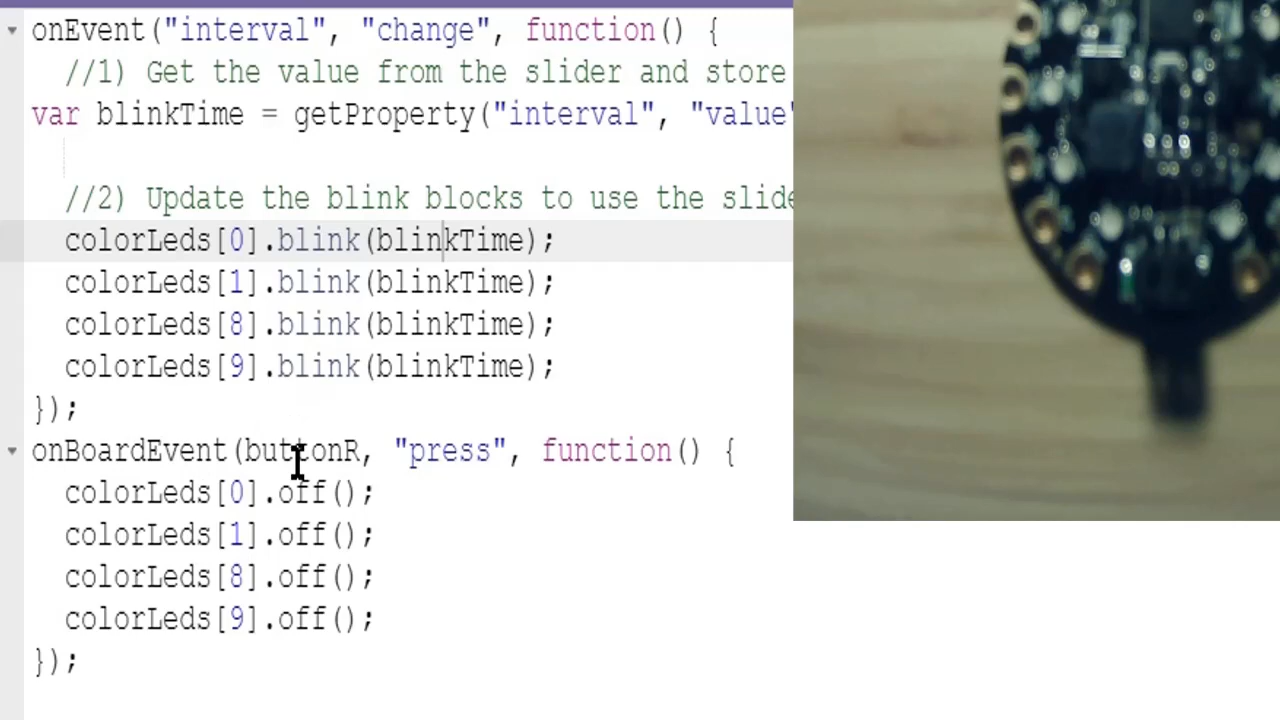 onEvent("interval", "change", function() {
//1) Get the value from the slider and store
var blinkTime = getProperty("interval", "value"
//2) Update the blink blocks to use the slide
colorLeds[0].blink(blinkTime);
colorLeds[1].blink(blinkTime);
colorLeds[8].blink(blinkTime);
colorLeds[9].blink(blinkTime);
});
onBoardEvent(buttonR, "press", function() {
colorLeds[0].off();
colorLeds[1].off();
colorLeds[8].off();
colorLeds[9].off();
});